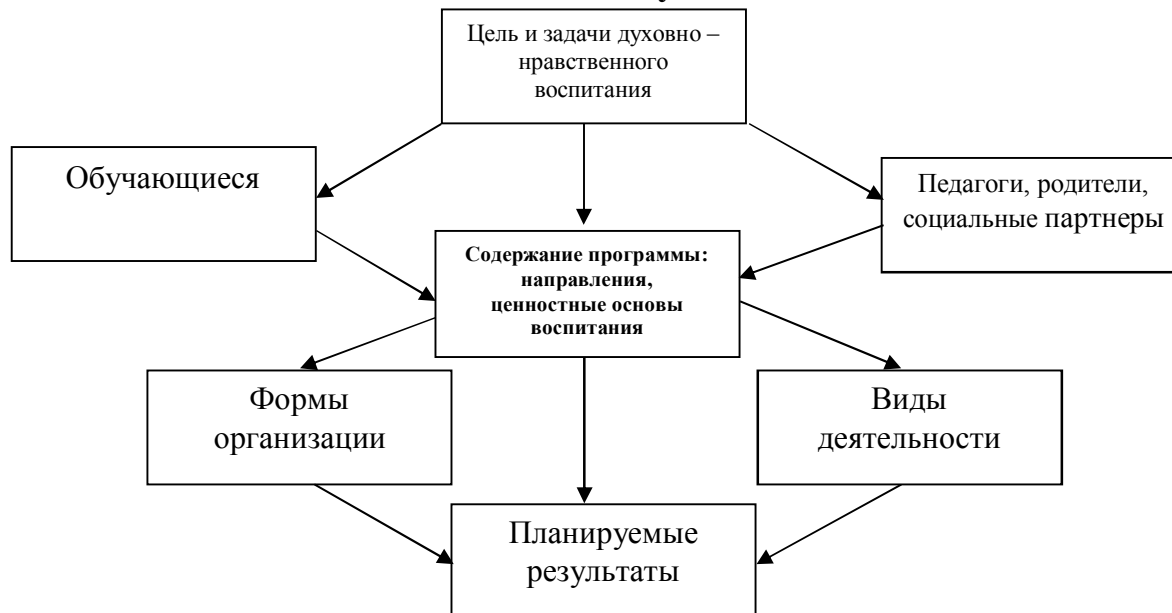 Цель и задачи духовно –
нравственного
воспитания
Обучающиеся
Педагоги, родители,
социальные партнеры
Содержание программы:
направления,
ценностные основы
воспитания
Формы
организации
Виды
деятельности
Планируемые
результаты